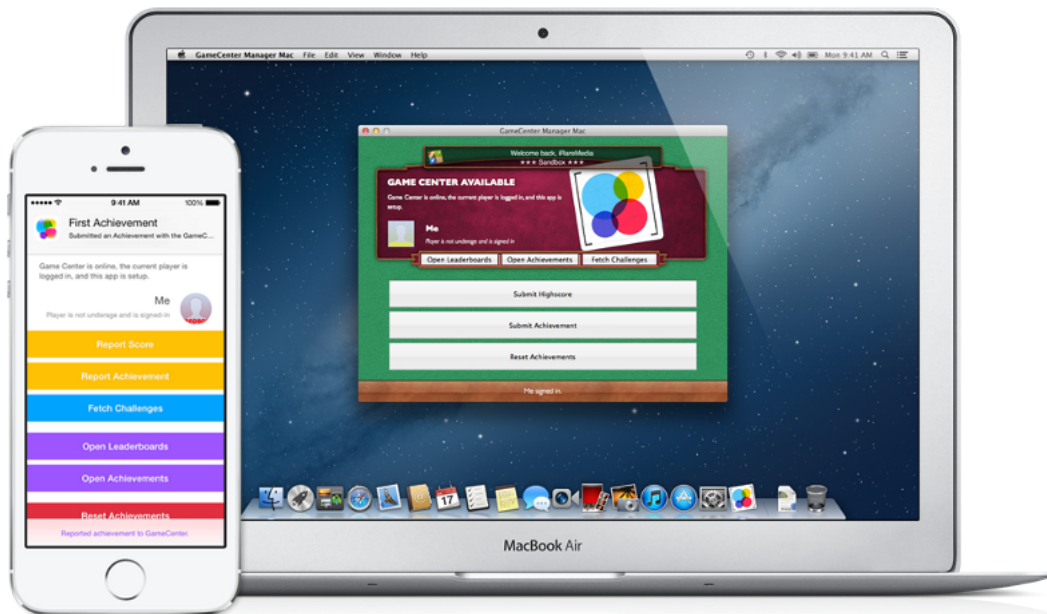 GameCenter Manager Mac File Edit View Window Help
Mon 9:41 AM
GameCenter Manager Mac
Welcome back, iRareMedia
*** Sandbox ***
GAME CENTER AVAILABLE
Game Center is online, the current player is logged in, and this app is
setup.
Me
Player is not underage and is signed in
Open Leaderboards Open Achievements Fetch Challenges
Submit Highscore
Submit Achievement
Reset Achievements
Me signed in.
17
MacBook Air
9:41 AM 100%
First Achievement
Submitted an Achievement with the GameC...
Game Center is online, the current player is
logged in, and this app is setup.
Me
Player is not underage and is signed-in
Report Score
Report Achievement
Fetch Challenges
Open Leaderboards
Open Achievements
Reset Achievements
Reported achievement to GameCenter.